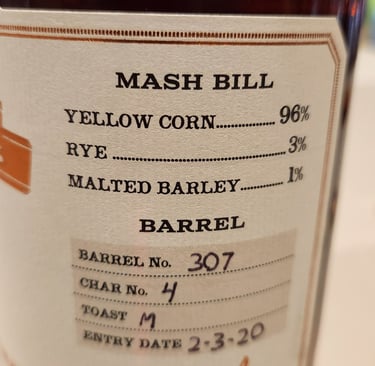 MASH BILL
YELLOW CORN............ 96%
RYE ........................ 3%
MALTED BARLEY......... 1%
BARREL
BARREL No. 307
CHAR No. 4
TOAST M
ENTRY DATE 2-3-20